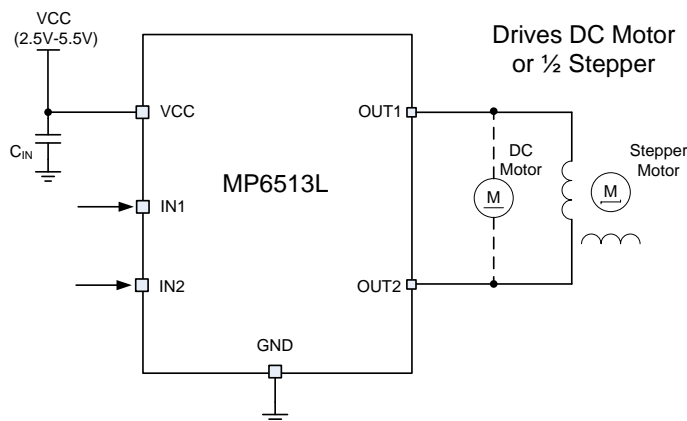 VCC
(2.5V-5.5V)
Drives DC Motor
or ½ Stepper
VCC
OUT1
CIN
DC
Motor
Stepper
Motor
MP6513L
M
M
IN1
IN2
OUT2
GND